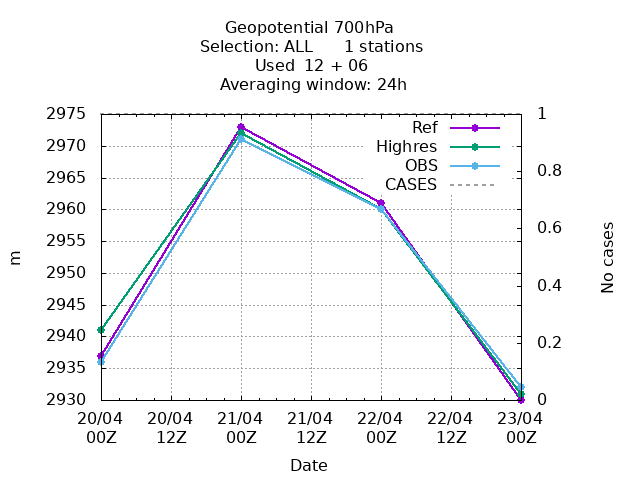 Geopotential 700hPa
Selection: ALL      1 stations
Used  12 + 06
Averaging window: 24h
2975
2970
2965
2960
2955
2950
2945
2940
2935
2930
m
Ref
Highres
OBS
CASES
1
0.8
0.6
0.4
0.2
0
No cases
20/04 20/04 21/04 21/04 22/04 22/04 23/04
00Z 12Z 00Z 12Z 00Z 12Z 00Z
Date